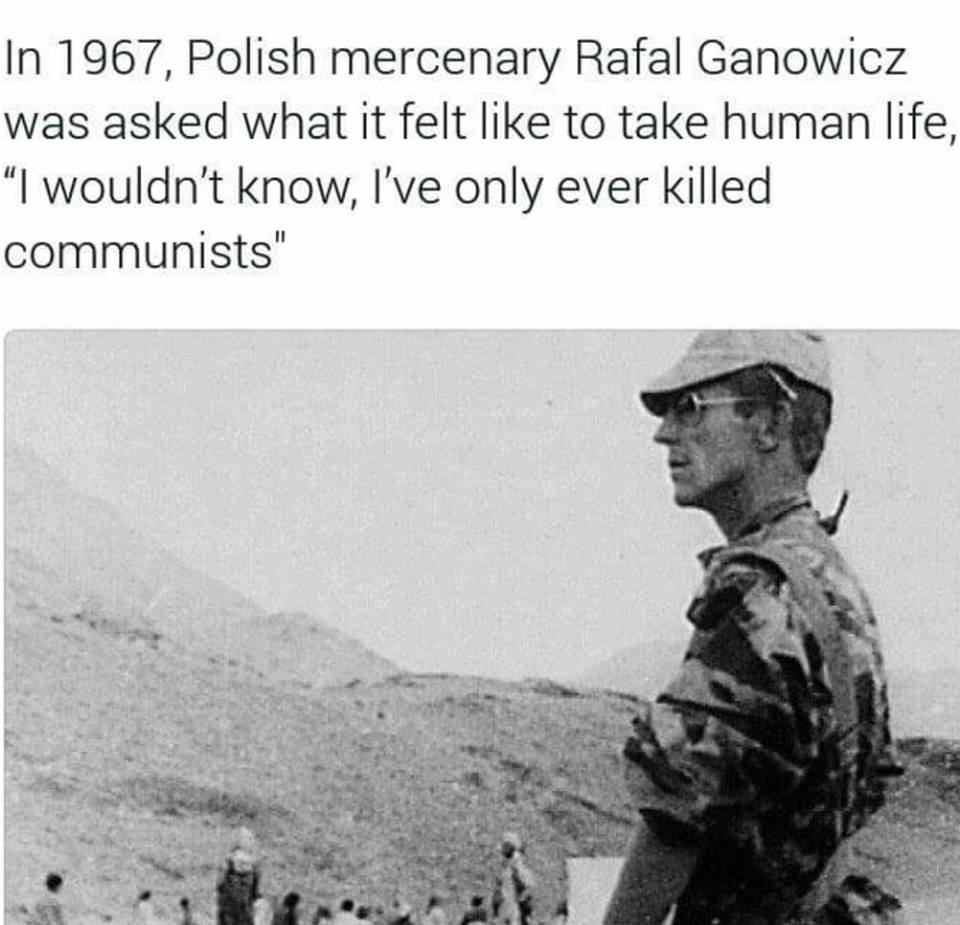 In 1967, Polish mercenary Rafal Ganowicz
was asked what it felt like to take human life,
“I wouldn’t know, I’ve only ever killed
communists"